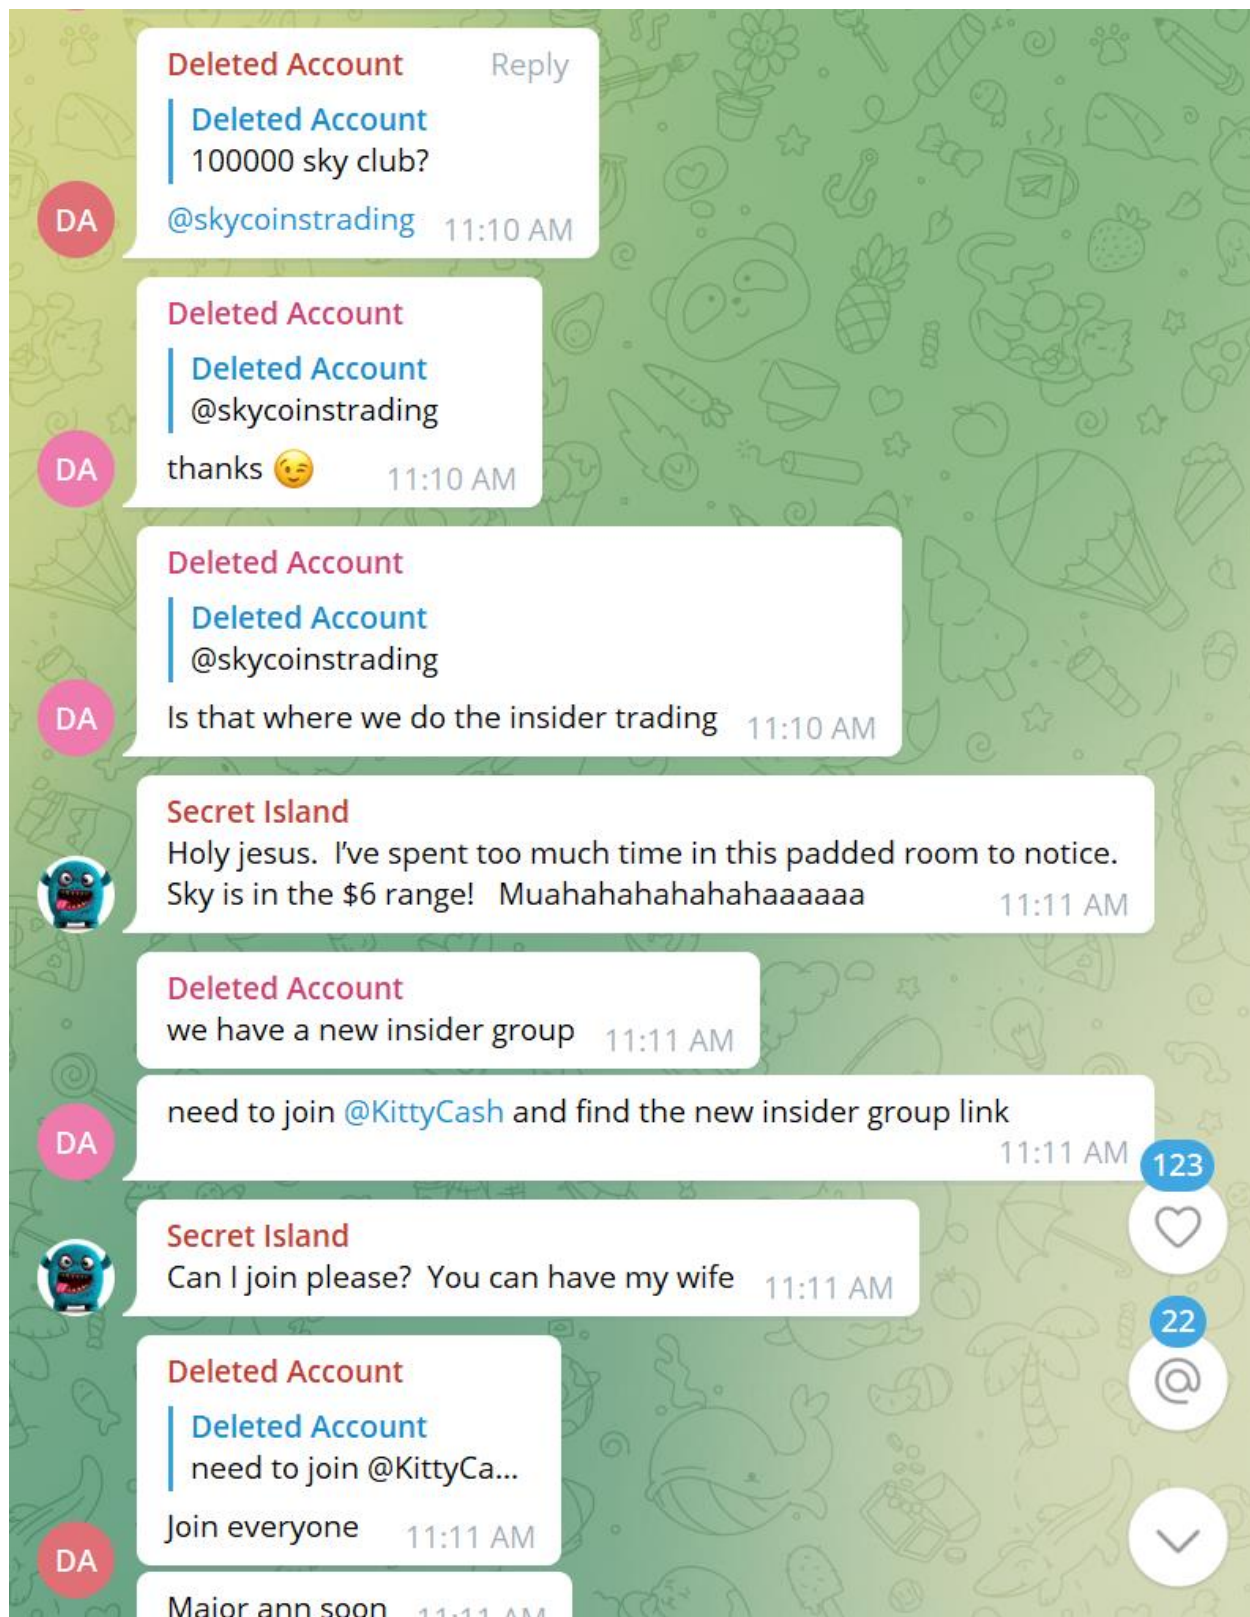 Deleted Account Reply
Deleted Account
100000 sky club?
@skycoinstrading 11:10 AM
DA
Deleted Account
Deleted Account
@skycoinstrading
thanks 😉 11:10 AM
DA
Deleted Account
Deleted Account
@skycoinstrading
Is that where we do the insider trading 11:10 AM
DA
Secret Island
Holy jesus.  I've spent too much time in this padded room to notice.
Sky is in the $6 range!   Muahahahahahahaaaaaa 11:11 AM
Deleted Account
we have a new insider group 11:11 AM
need to join @KittyCash and find the new insider group link
11:11 AM
DA
123
Secret Island
Can I join please?  You can have my wife 11:11 AM
22
Deleted Account
Deleted Account
need to join @KittyCa...
Join everyone 11:11 AM
DA
Major ann soon 11:11 AM